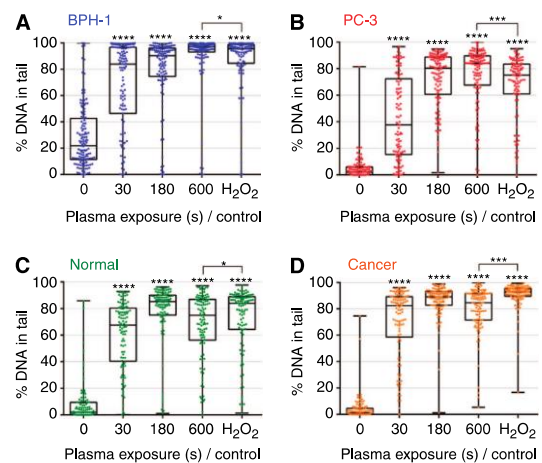 A BPH-1
* **** **** **** ****
% DNA in tail
100
80
60
40
20
0
0 30 180 600 H₂O₂
Plasma exposure (s) / control
B PC-3
*** **** **** **** ****
% DNA in tail
100
80
60
40
20
0
0 30 180 600 H₂O₂
Plasma exposure (s) / control
C Normal
* **** **** **** ****
% DNA in tail
100
80
60
40
20
0
0 30 180 600 H₂O₂
Plasma exposure (s) / control
D Cancer
*** **** **** **** ****
% DNA in tail
100
80
60
40
20
0
0 30 180 600 H₂O₂
Plasma exposure (s) / control